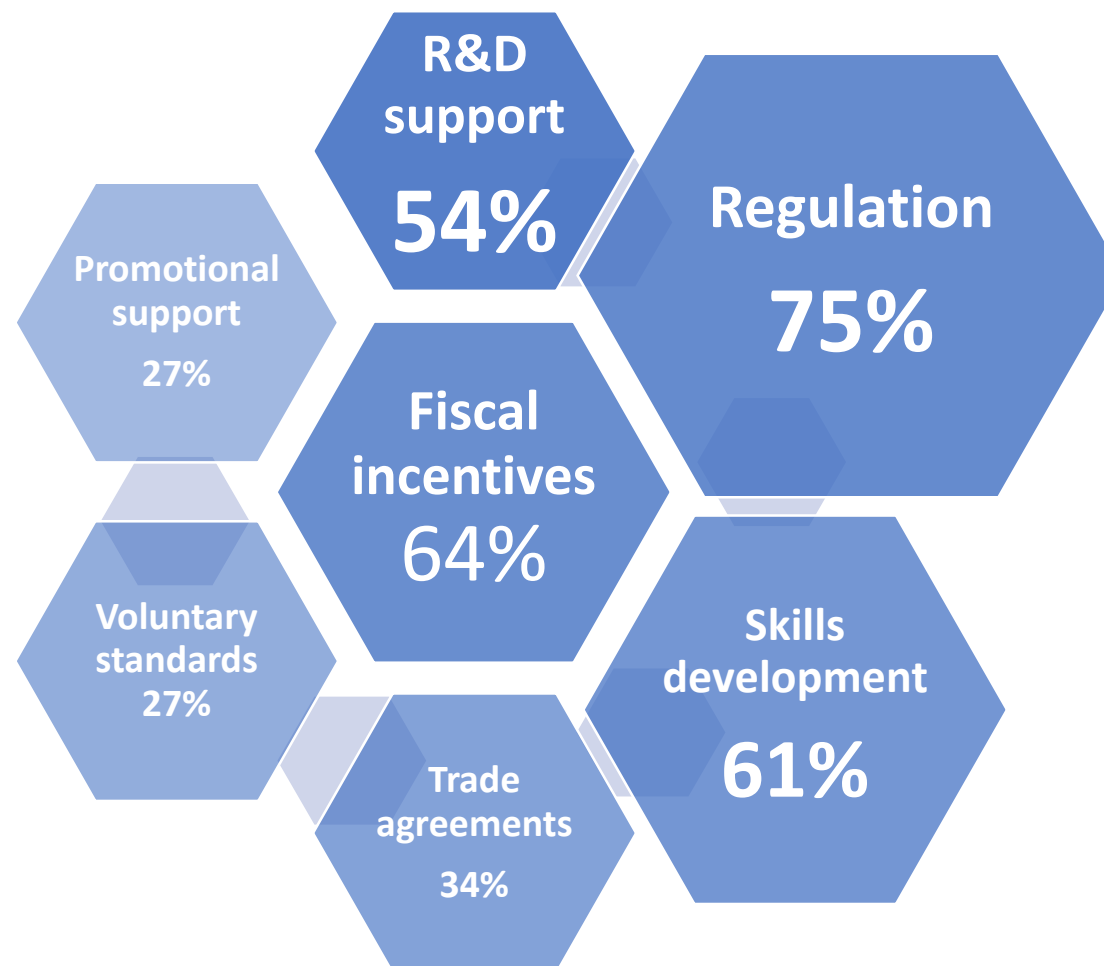 R&D
support
54%
Regulation
75%
Promotional
support
27%
Fiscal
incentives
64%
Voluntary
standards
27%
Skills
development
61%
Trade
agreements
34%